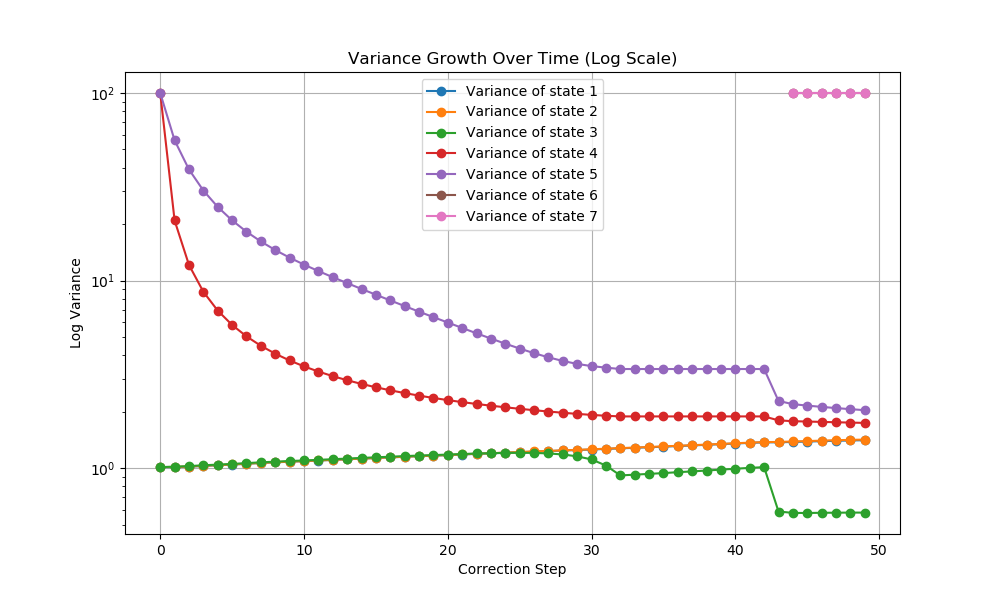 Variance Growth Over Time (Log Scale)
Log Variance
10²
10¹
10⁰
Variance of state 1
Variance of state 2
Variance of state 3
Variance of state 4
Variance of state 5
Variance of state 6
Variance of state 7
0 10 20 30 40 50
Correction Step